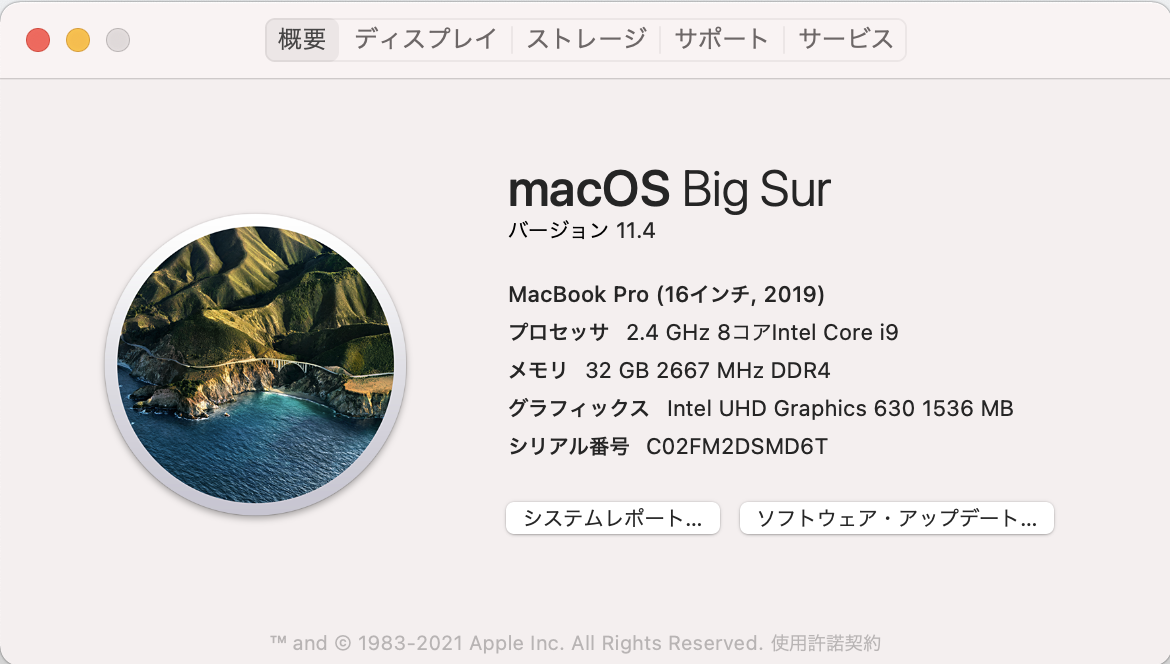 概要 ディスプレイ ストレージ サポート サービス
macOS Big Sur
バージョン 11.4
MacBook Pro (16インチ, 2019)
プロセッサ 2.4 GHz 8コアIntel Core i9
メモリ 32 GB 2667 MHz DDR4
グラフィックス Intel UHD Graphics 630 1536 MB
シリアル番号 C02FM2DSMD6T
システムレポート... ソフトウェア・アップデート...
™ and © 1983-2021 Apple Inc. All Rights Reserved. 使用許諾契約